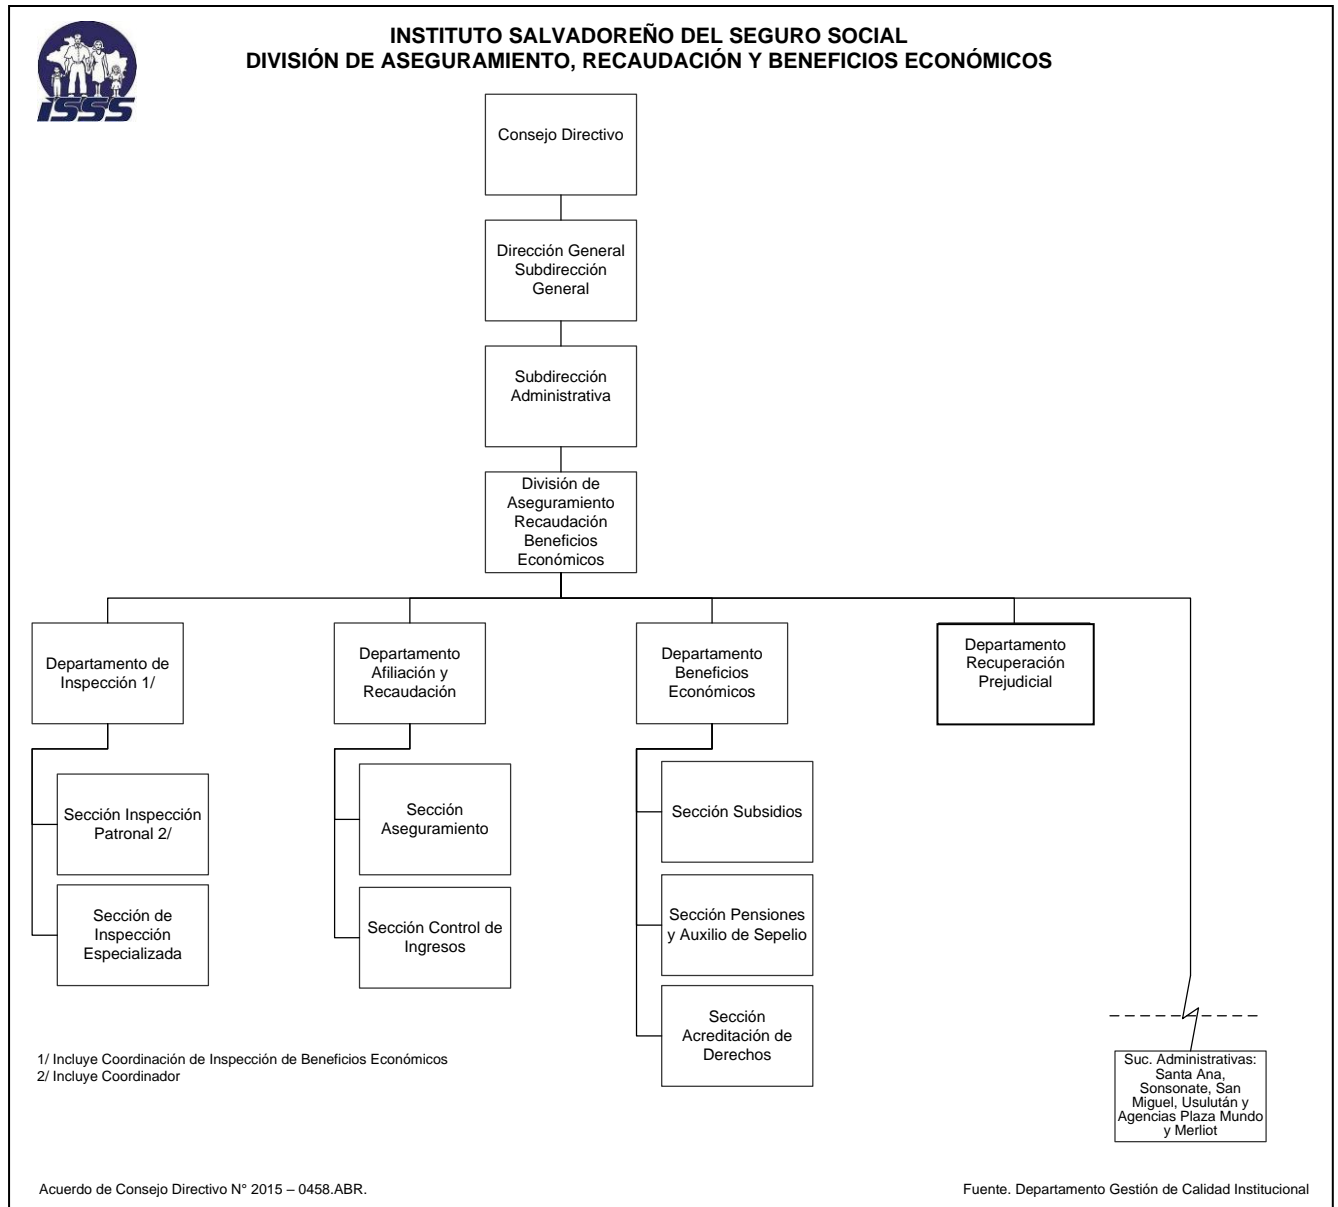 ISSS
INSTITUTO SALVADOREÑO DEL SEGURO SOCIAL
DIVISIÓN DE ASEGURAMIENTO, RECAUDACIÓN Y BENEFICIOS ECONÓMICOS
Consejo Directivo
Dirección General
Subdirección
General
Subdirección
Administrativa
División de
Aseguramiento
Recaudación
Beneficios
Económicos
Departamento de
Inspección 1/
Departamento
Afiliación y
Recaudación
Departamento
Beneficios
Económicos
Departamento
Recuperación
Prejudicial
Sección Inspección
Patronal 2/
Sección de
Inspección
Especializada
Sección
Aseguramiento
Sección Control de
Ingresos
Sección Subsidios
Sección Pensiones
y Auxilio de Sepelio
Sección
Acreditación de
Derechos
Suc. Administrativas:
Santa Ana,
Sonsonate, San
Miguel, Usulután y
Agencias Plaza Mundo
y Merliot
1/ Incluye Coordinación de Inspección de Beneficios Económicos
2/ Incluye Coordinador
Acuerdo de Consejo Directivo N° 2015 – 0458.ABR.
Fuente. Departamento Gestión de Calidad Institucional